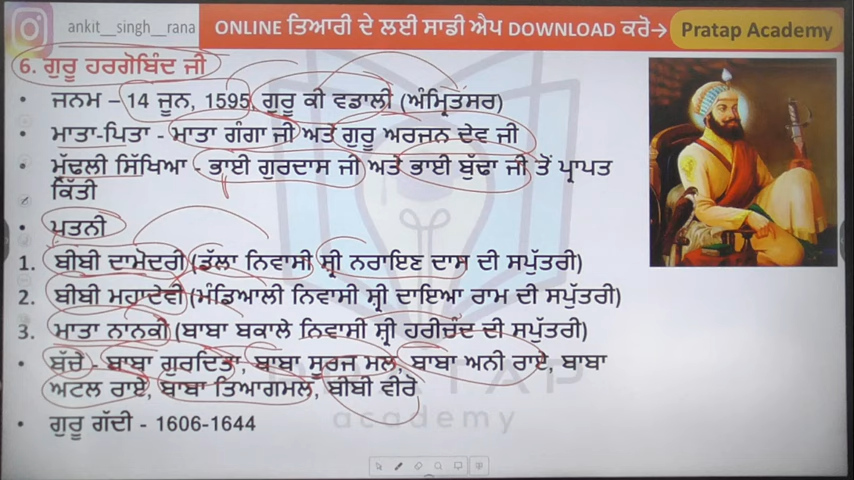 ankit__singh__rana
ONLINE ਤਿਆਰੀ ਦੇ ਲਈ ਸਾਡੀ ਐਪ DOWNLOAD ਕਰੋ→
Pratap Academy
6. ਗੁਰੂ ਹਰਗੋਬਿੰਦ ਜੀ
• ਜਨਮ – 14 ਜੂਨ, 1595, ਗੁਰੂ ਕੀ ਵਡਾਲੀ (ਅੰਮ੍ਰਿਤਸਰ)
• ਮਾਤਾ-ਪਿਤਾ - ਮਾਤਾ ਗੰਗਾ ਜੀ ਅਤੇ ਗੁਰੂ ਅਰਜਨ ਦੇਵ ਜੀ
• ਮੁੱਢਲੀ ਸਿੱਖਿਆ - ਭਾਈ ਗੁਰਦਾਸ ਜੀ ਅਤੇ ਭਾਈ ਬੁੱਢਾ ਜੀ ਤੋਂ ਪ੍ਰਾਪਤ
ਕਿੱਤੀ
• ਪਤਨੀ
1. ਬੀਬੀ ਦਾਮੋਦਰੀ (ਡੱਲਾ ਨਿਵਾਸੀ ਸ਼੍ਰੀ ਨਰਾਇਣ ਦਾਸ ਦੀ ਸਪੁੱਤਰੀ)
2. ਬੀਬੀ ਮਹਾਦੇਵੀ (ਮੰਡਿਆਲੀ ਨਿਵਾਸੀ ਸ਼੍ਰੀ ਦਾਇਆ ਰਾਮ ਦੀ ਸਪੁੱਤਰੀ)
3. ਮਾਤਾ ਨਾਨਕੀ (ਬਾਬਾ ਬਕਾਲੇ ਨਿਵਾਸੀ ਸ਼੍ਰੀ ਹਰੀਚੰਦ ਦੀ ਸਪੁੱਤਰੀ)
• ਬੱਚੇ - ਬਾਬਾ ਗੁਰਦਿਤਾ, ਬਾਬਾ ਸੂਰਜ ਮਲ, ਬਾਬਾ ਅਨੀ ਰਾਏ, ਬਾਬਾ
ਅਟਲ ਰਾਏ, ਬਾਬਾ ਤਿਆਗਮਲ, ਬੀਬੀ ਵੀਰੋ
academy
• ਗੁਰੂ ਗੱਦੀ - 1606-1644